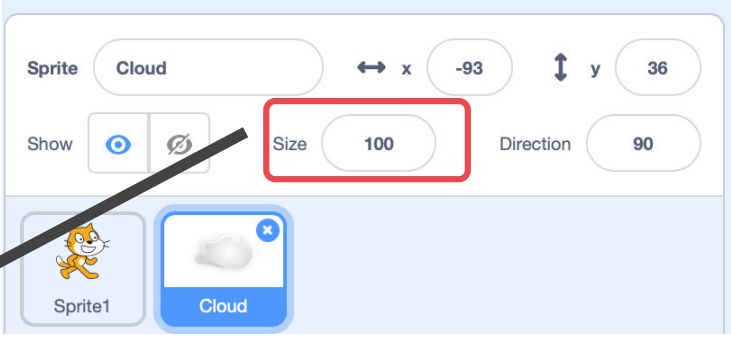 Sprite Cloud x -93 y 36
Show Size 100 Direction 90
Sprite1 Cloud